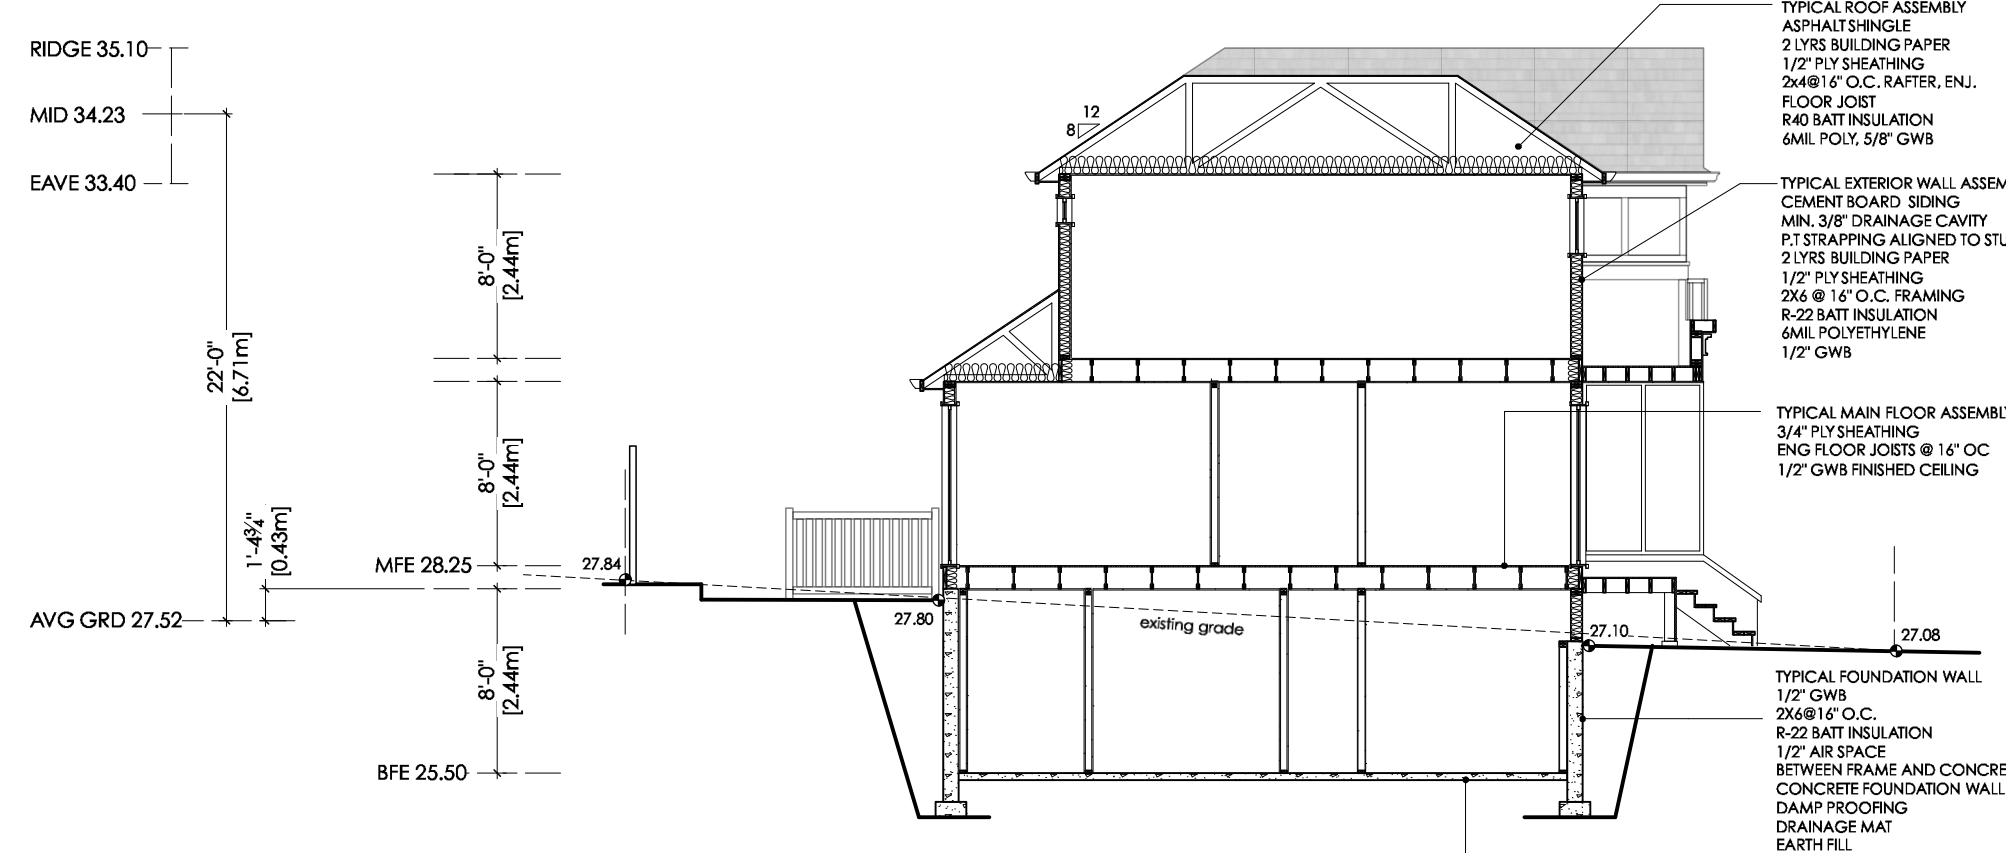 RIDGE 35.10
MID 34.23
EAVE 33.40
22'-0"
[6.71m]
1'-4¾"
[0.43m]
AVG GRD 27.52
8'-0"
[2.44m]
8'-0"
[2.44m]
MFE 28.25
8'-0"
[2.44m]
BFE 25.50
12
8
27.84
27.80
existing grade
27.10
27.08
TYPICAL ROOF ASSEMBLY
ASPHALT SHINGLE
2 LYRS BUILDING PAPER
1/2" PLY SHEATHING
2x4@16" O.C. RAFTER, ENJ.
FLOOR JOIST
R40 BATT INSULATION
6MIL POLY, 5/8" GWB
TYPICAL EXTERIOR WALL ASSEM
CEMENT BOARD SIDING
MIN. 3/8" DRAINAGE CAVITY
P.T STRAPPING ALIGNED TO STU
2 LYRS BUILDING PAPER
1/2" PLY SHEATHING
2X6 @ 16" O.C. FRAMING
R-22 BATT INSULATION
6MIL POLYETHYLENE
1/2" GWB
TYPICAL MAIN FLOOR ASSEMBLY
3/4" PLY SHEATHING
ENG FLOOR JOISTS @ 16" OC
1/2" GWB FINISHED CEILING
TYPICAL FOUNDATION WALL
1/2" GWB
2X6@16" O.C.
R-22 BATT INSULATION
1/2" AIR SPACE
BETWEEN FRAME AND CONCRE
CONCRETE FOUNDATION WALL
DAMP PROOFING
DRAINAGE MAT
EARTH FILL